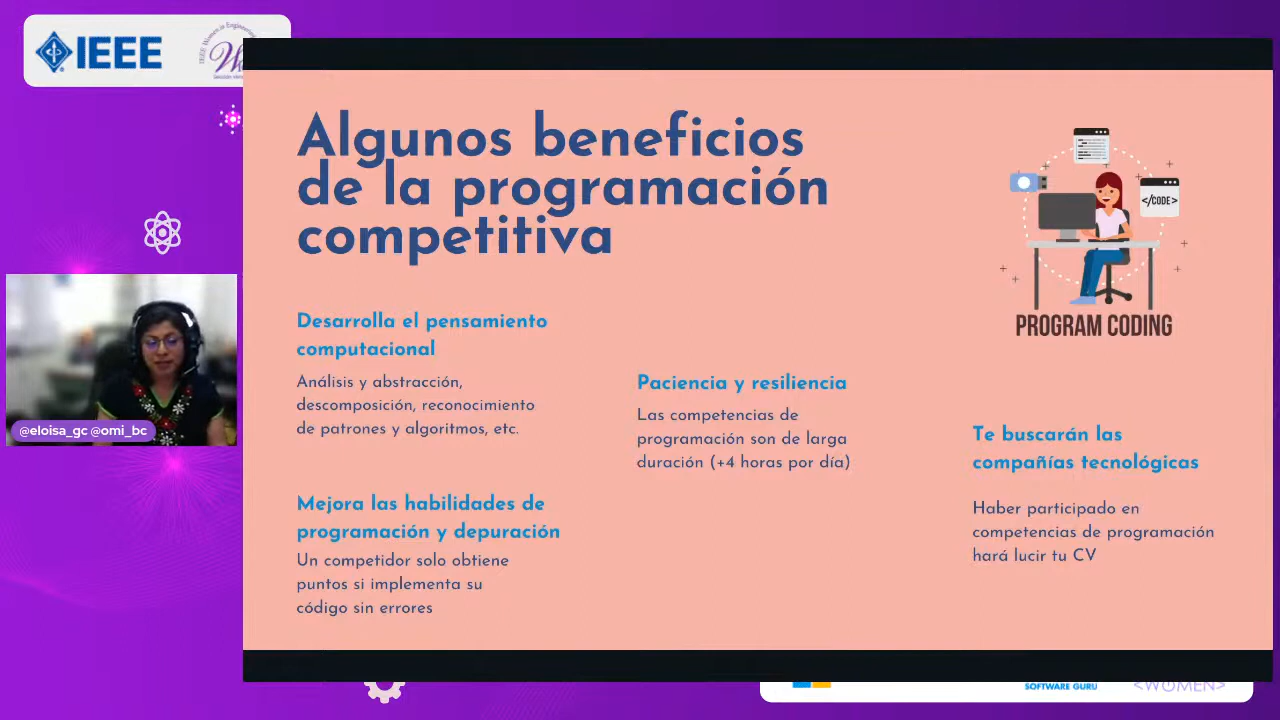 IEEE
Algunos beneficios
de la programación
competitiva
</CODE>
PROGRAM CODING
Desarrolla el pensamiento
computacional
Análisis y abstracción,
descomposición, reconocimiento
de patrones y algoritmos, etc.
Mejora las habilidades de
programación y depuración
Un competidor solo obtiene
puntos si implementa su
código sin errores
Paciencia y resiliencia
Las competencias de
programación son de larga
duración (+4 horas por día)
Te buscarán las
compañías tecnológicas
Haber participado en
competencias de programación
hará lucir tu CV
@eloisa_gc @omi_bc
SOFTWARE GURU
<WOMEN>